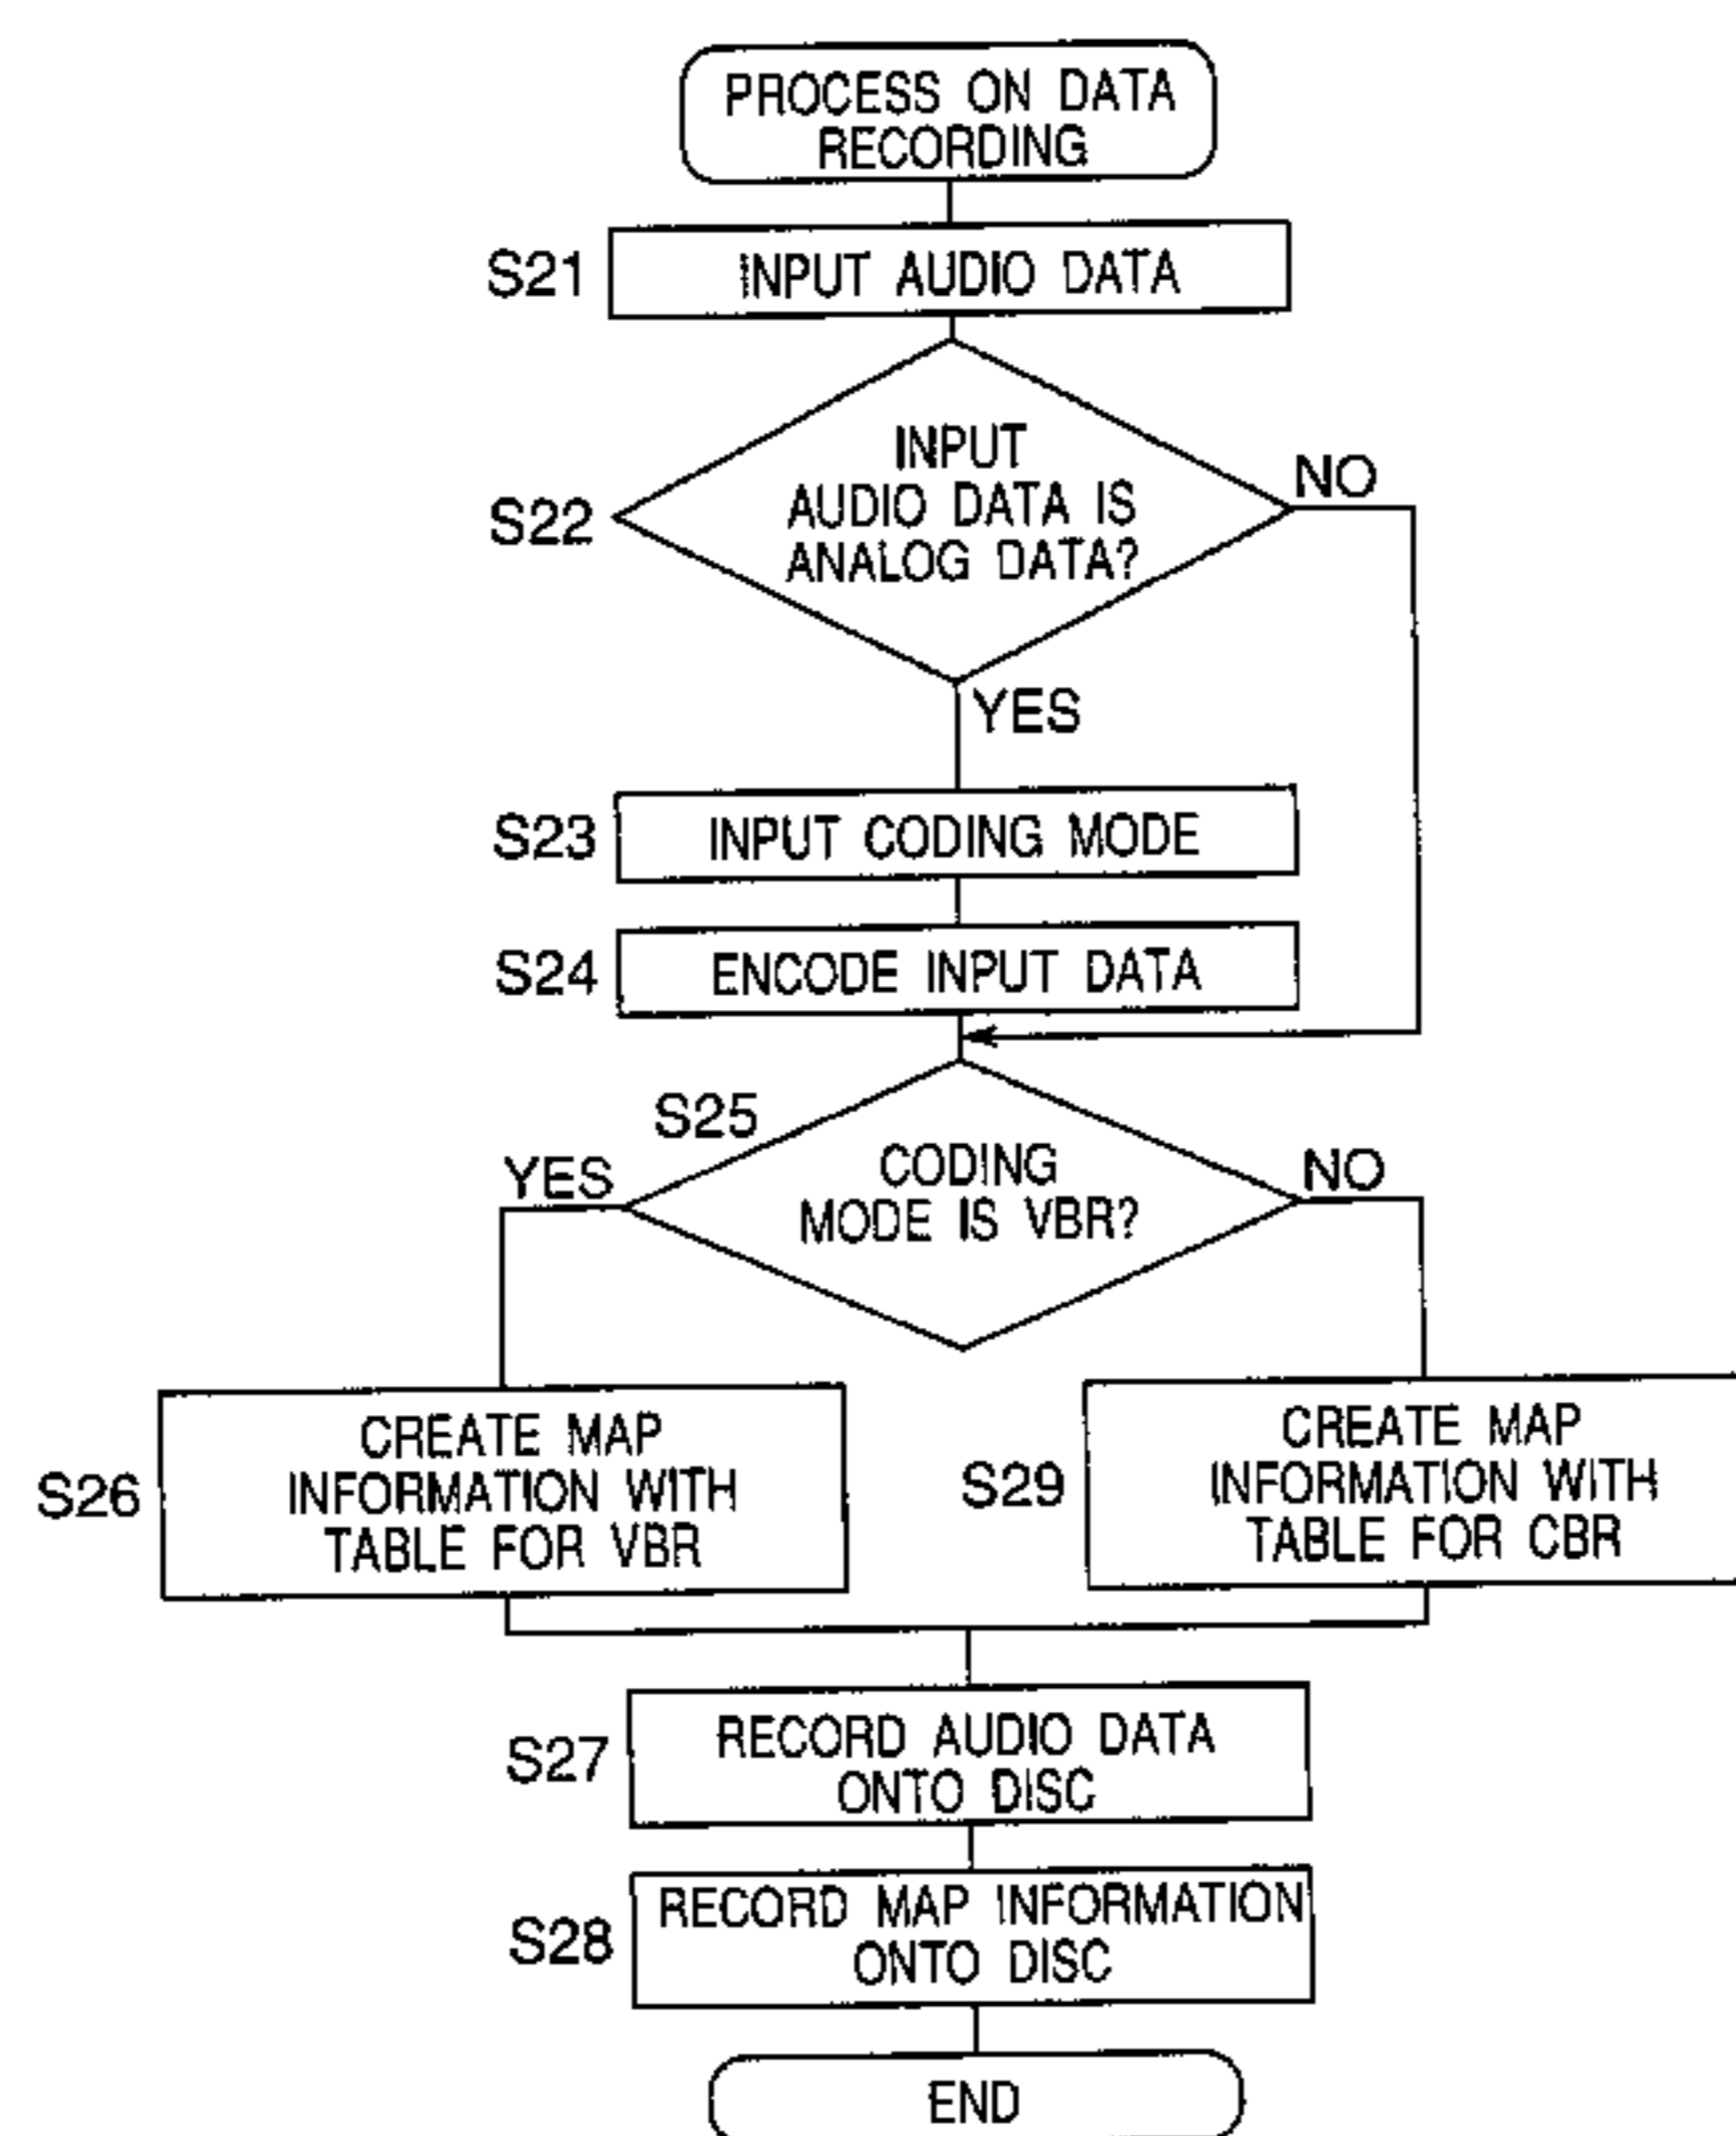 PROCESS ON DATA
RECORDING
S21
INPUT AUDIO DATA
S22
INPUT
AUDIO DATA IS
ANALOG DATA?
NO
YES
S23
INPUT CODING MODE
S24
ENCODE INPUT DATA
S25
CODING
MODE IS VBR?
YES
NO
S26
CREATE MAP
INFORMATION WITH
TABLE FOR VBR
S29
CREATE MAP
INFORMATION WITH
TABLE FOR CBR
S27
RECORD AUDIO DATA
ONTO DISC
S28
RECORD MAP INFORMATION
ONTO DISC
END